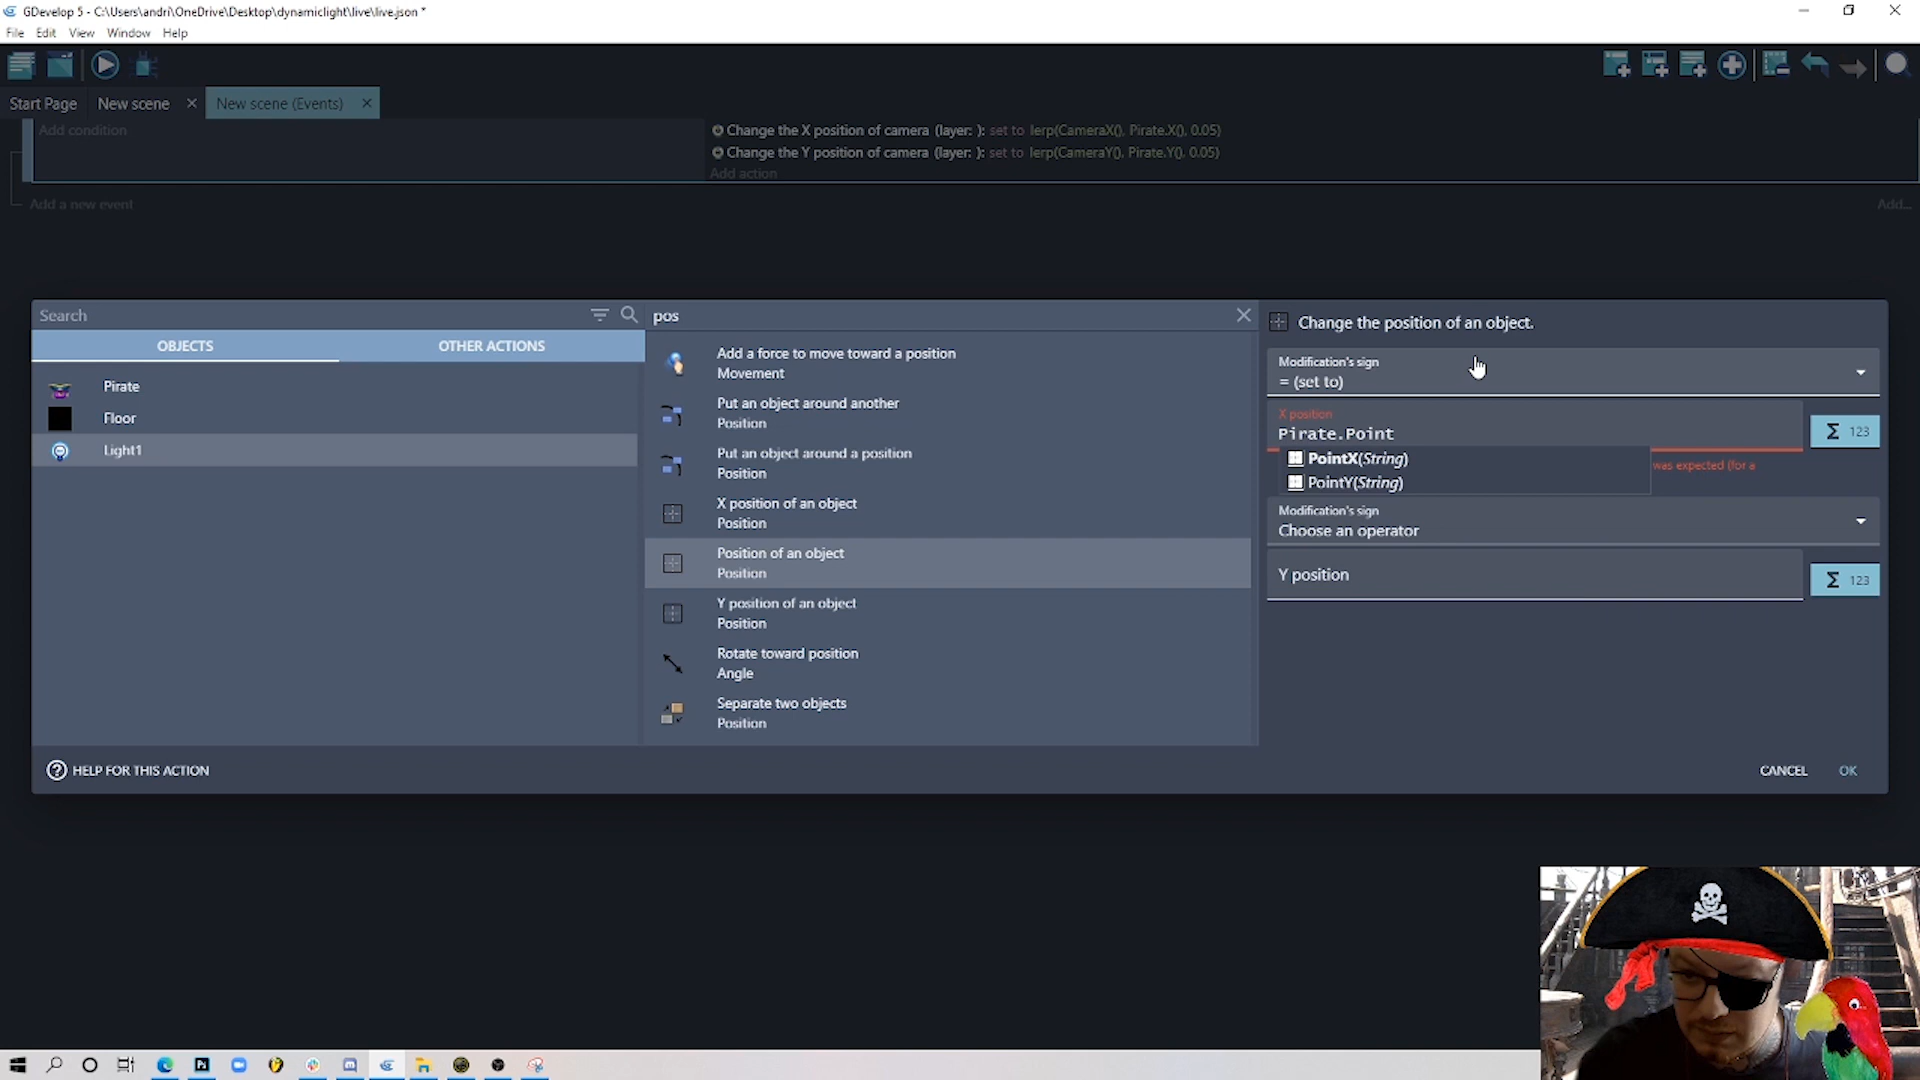 GDevelop 5 - C:\Users\andri\OneDrive\Desktop\dynamiclight\live\live.json *
File Edit View Window Help
Start Page New scene × New scene (Events) ×
Add condition
Change the X position of camera (layer: ): set to lerp(CameraX(), Pirate.X(), 0.05)
Change the Y position of camera (layer: ): set to lerp(CameraY(), Pirate.Y(), 0.05)
Add action
Add a new event
Add...
Search
OBJECTS
OTHER ACTIONS
Pirate
Floor
Light1
pos
Add a force to move toward a position
Movement
Put an object around another
Position
Put an object around a position
Position
X position of an object
Position
Position of an object
Position
Y position of an object
Position
Rotate toward position
Angle
Separate two objects
Position
Change the position of an object.
Modification's sign
= (set to)
X position
Pirate.Point
Σ 123
PointX(String)
PointY(String)
was expected (for a
Modification's sign
Choose an operator
Y position
Σ 123
HELP FOR THIS ACTION
CANCEL
OK